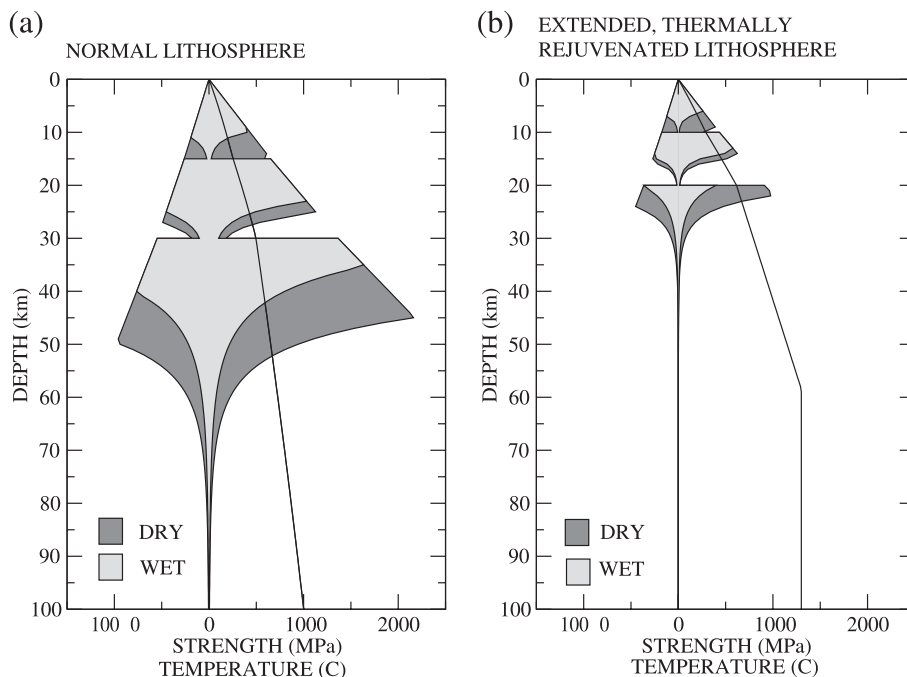 (a)
NORMAL LITHOSPHERE
0
10
20
30
40
50
60
70
80
90
100
DEPTH (km)
DRY
WET
100 0 0 1000 2000
STRENGTH (MPa)
TEMPERATURE (C)
(b)
EXTENDED, THERMALLY
REJUVENATED LITHOSPHERE
0
10
20
30
40
50
60
70
80
90
100
DEPTH (km)
DRY
WET
100 0 0 1000 2000
STRENGTH (MPa)
TEMPERATURE (C)